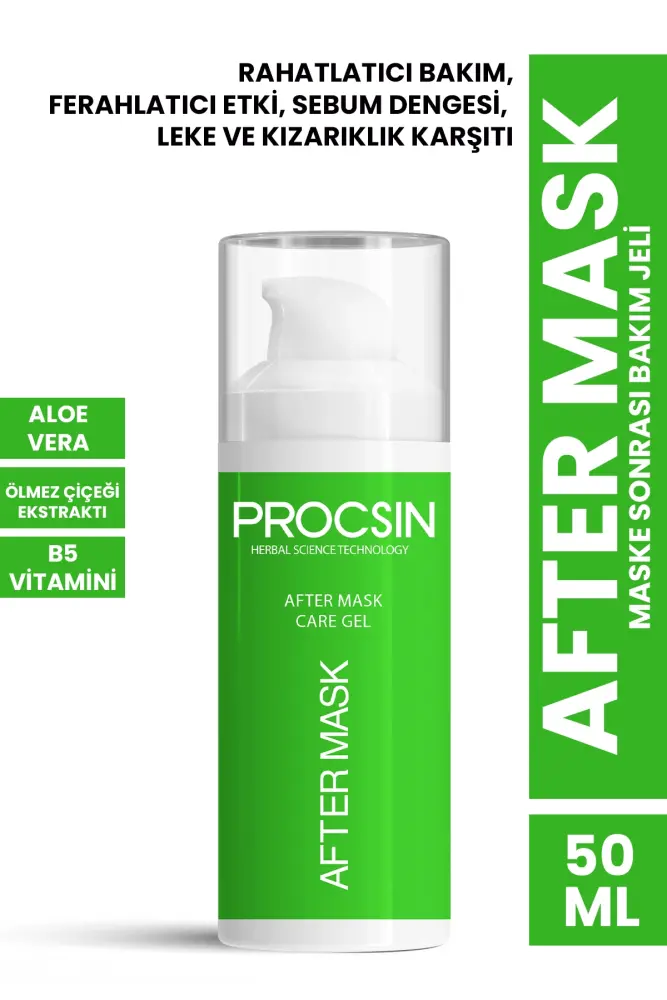 RAHATLATICI BAKIM,
FERAHLATICI ETKİ, SEBUM DENGESİ,
LEKE VE KIZARIKLIK KARŞITI
ALOE
VERA
ÖLMEZ ÇİÇEĞİ
EKSTRAKTI
B5
VİTAMİNİ
PROCSIN
HERBAL SCIENCE TECHNOLOGY
AFTER MASK
CARE GEL
AFTER MASK
AFTER MASK
MASKE SONRASI BAKIM JELİ
50
ML